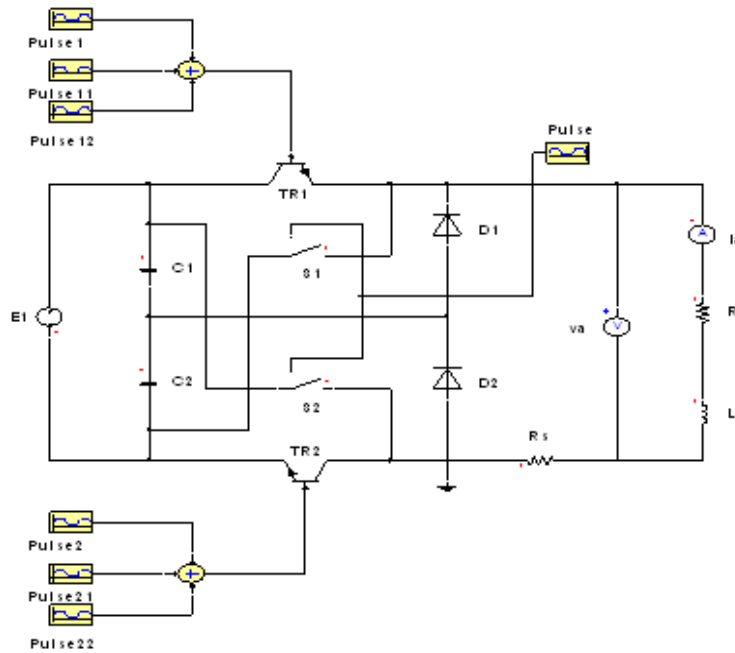 Pulse1
Pulse11
Pulse12
Pulse
TR1
D1
C1
S1
A
E1
va
V
R
C2
D2
S2
L
TR2
Rs
Pulse2
Pulse21
Pulse22